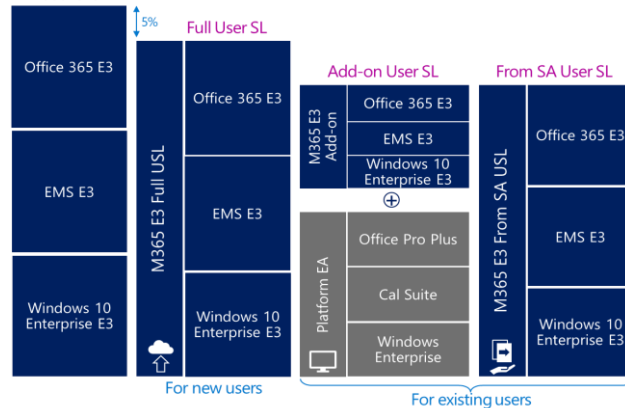 5%
Full User SL
Add-on User SL
From SA User SL
Office 365 E3
EMS E3
Windows 10
Enterprise E3
M365 E3 Full USL
Office 365 E3
EMS E3
Windows 10
Enterprise E3
For new users
M365 E3
Add-on
Office 365 E3
EMS E3
Windows 10
Enterprise E3
Platform EA
Office Pro Plus
Cal Suite
Windows
Enterprise
M365 E3 From SA USL
Office 365 E3
EMS E3
Windows 10
Enterprise E3
For existing users